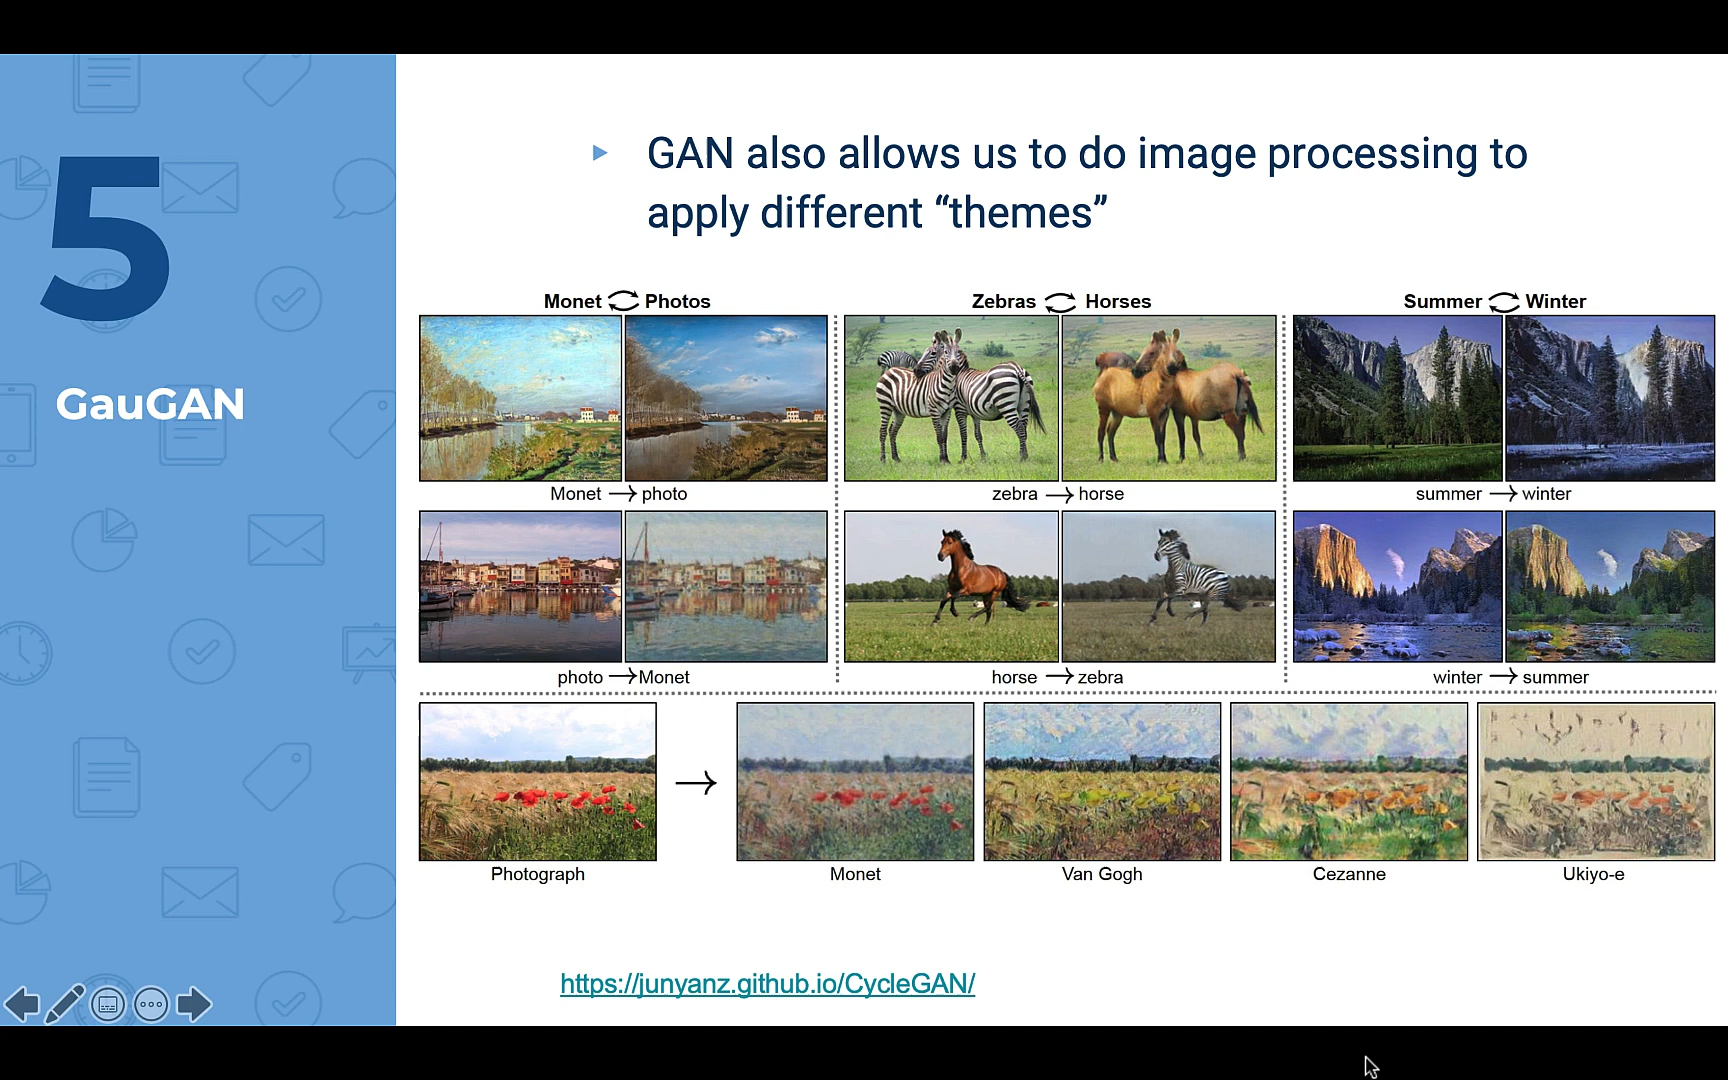 5
GauGAN
▸ GAN also allows us to do image processing to
apply different “themes”
Monet Photos
Zebras Horses
Summer Winter
Monet → photo
zebra → horse
summer → winter
photo → Monet
horse → zebra
winter → summer
→
Photograph
Monet
Van Gogh
Cezanne
Ukiyo-e
https://junyanz.github.io/CycleGAN/